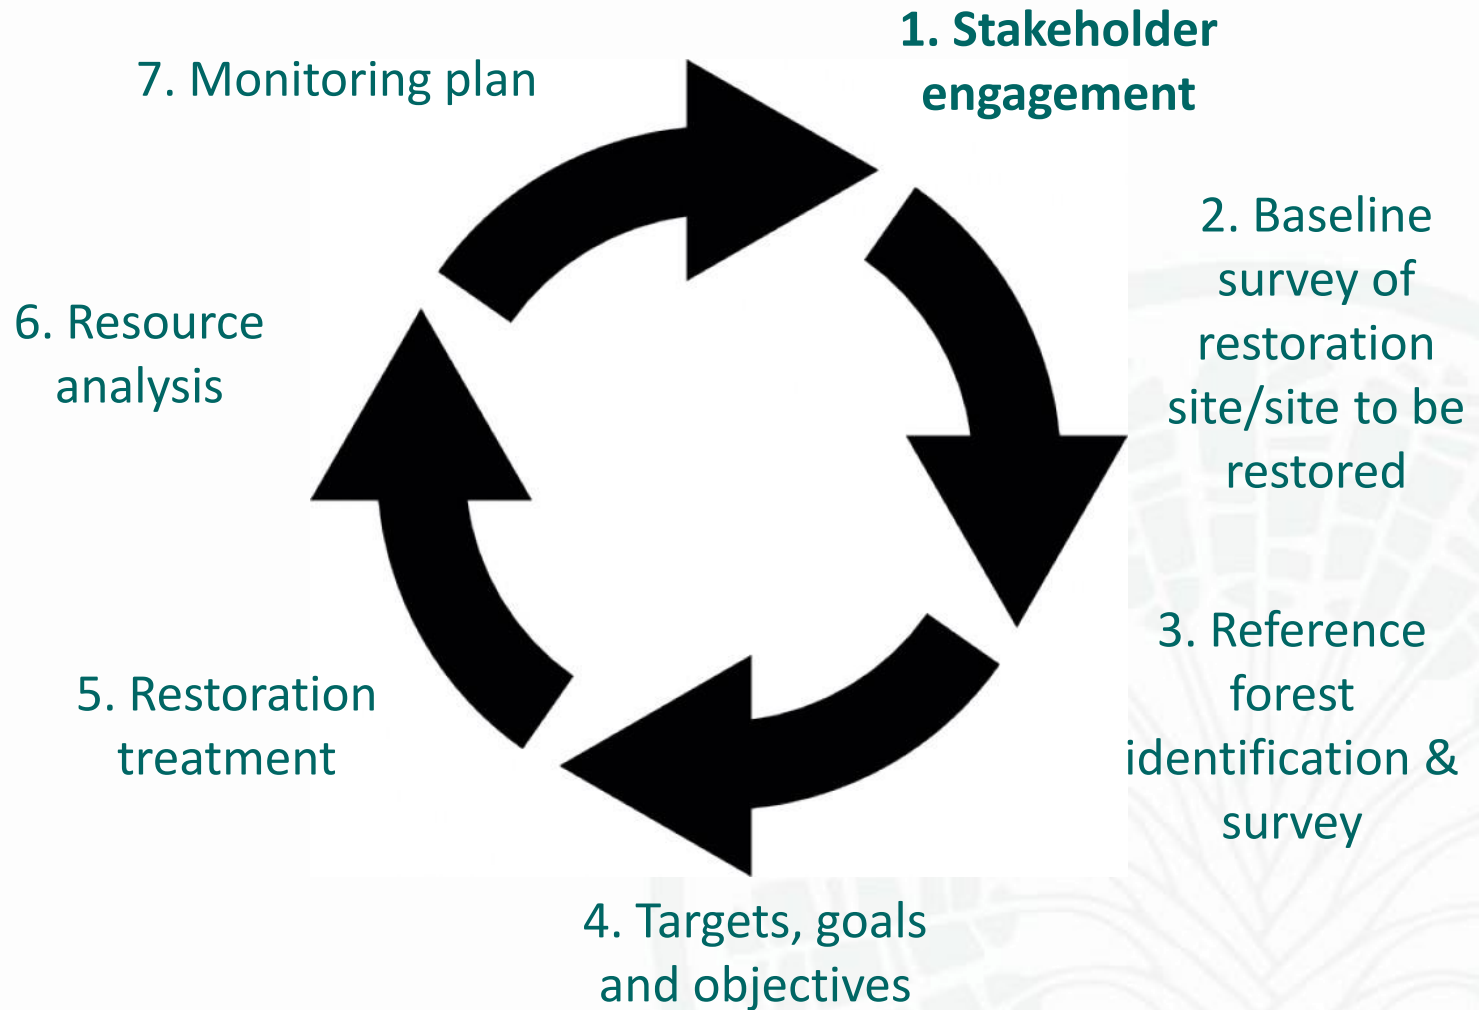 1. Stakeholder
engagement
2. Baseline
survey of
restoration
site/site to be
restored
3. Reference
forest
identification &
survey
4. Targets, goals
and objectives
5. Restoration
treatment
6. Resource
analysis
7. Monitoring plan